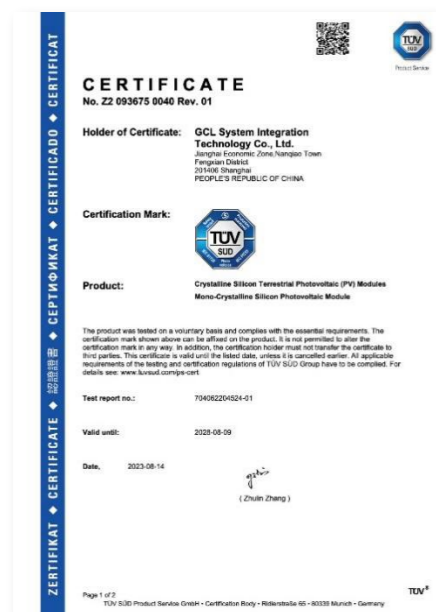 ZERTIFIKAT ◆ CERTIFICATE ◆ 認證證書 ◆ СЕРТИФИКАТ ◆ CERTIFICADO ◆ CERTIFICAT
TÜV
SÜD
Product Service
CERTIFICATE
No. Z2 093675 0040 Rev. 01
Holder of Certificate: GCL System Integration
Technology Co., Ltd.
Jianghai Economic Zone,Nanqiao Town
Fengxian District
201406 Shanghai
PEOPLE'S REPUBLIC OF CHINA
Certification Mark:
TÜV
SÜD
Product: Crystalline Silicon Terrestrial Photovoltaic (PV) Modules
Mono-Crystalline Silicon Photovoltaic Module
The product was tested on a voluntary basis and complies with the essential requirements. The
certification mark shown above can be affixed on the product. It is not permitted to alter the
certification mark in any way. In addition, the certification holder must not transfer the certificate to
third parties. This certificate is valid until the listed date, unless it is cancelled earlier. All applicable
requirements of the testing and certification regulations of TÜV SÜD Group have to be complied. For
details see: www.tuvsud.com/ps-cert
Test report no.: 704062204524-01
Valid until: 2028-08-09
Date, 2023-08-14
( Zhulin Zhang )
Page 1 of 2
TÜV SÜD Product Service GmbH • Certification Body • Ridlerstraße 65 • 80339 Munich • Germany
TÜV®